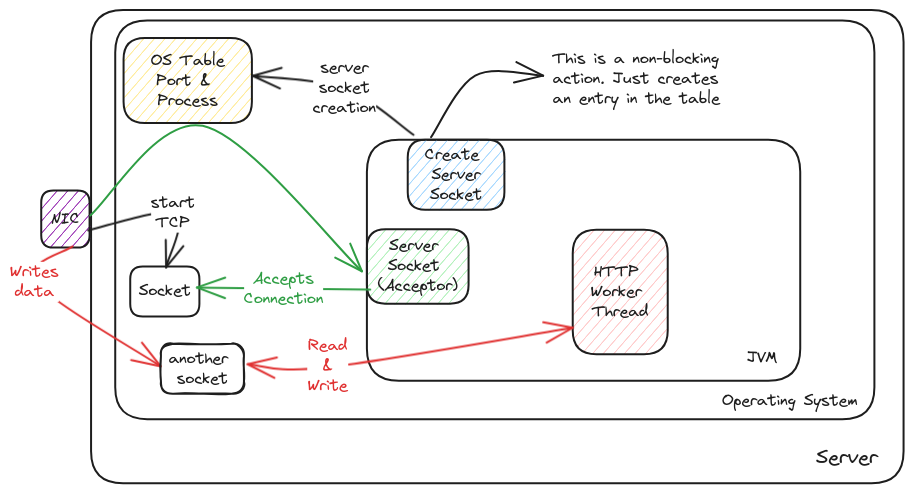 OS Table
Port &
Process
server
socket
creation
This is a non-blocking
action. Just creates
an entry in the table
Create
Server
Socket
NIC
start
TCP
Server
Socket
(Acceptor)
HTTP
Worker
Thread
Writes
data
Socket
Accepts
Connection
another
socket
Read
&
Write
JVM
Operating System
Server